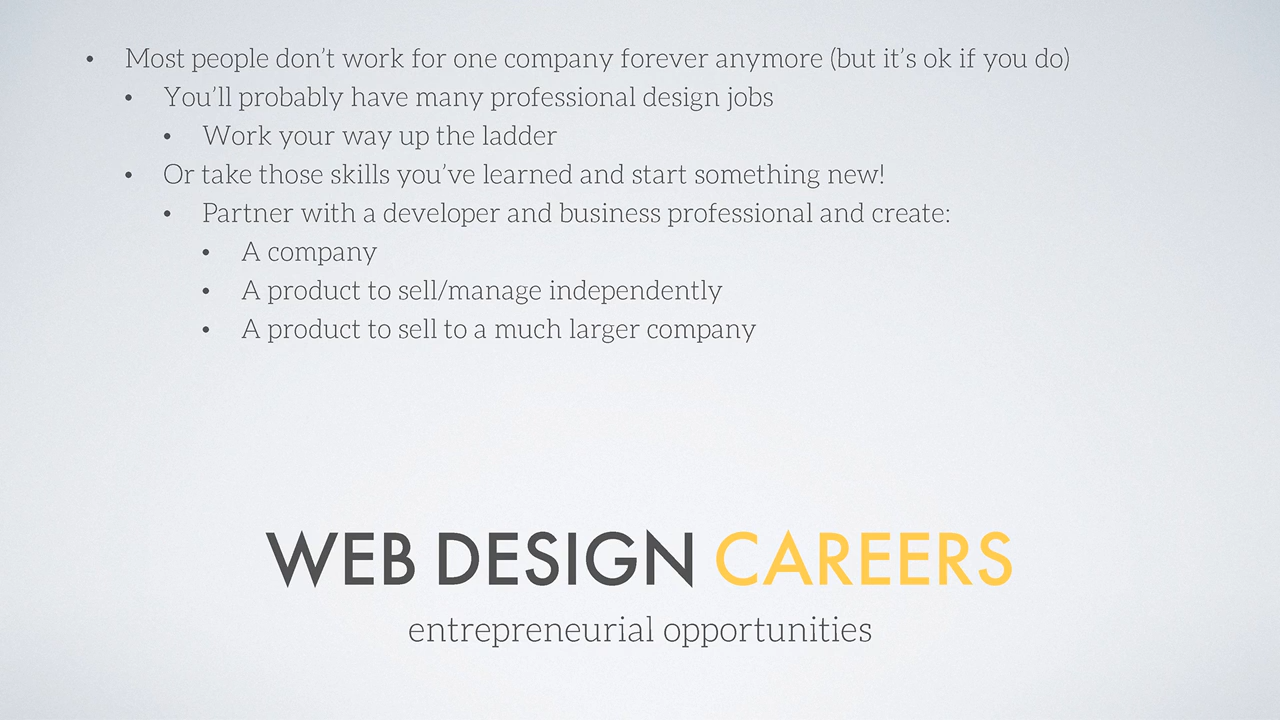 • Most people don’t work for one company forever anymore (but it’s ok if you do)
• You’ll probably have many professional design jobs
• Work your way up the ladder
• Or take those skills you’ve learned and start something new!
• Partner with a developer and business professional and create:
• A company
• A product to sell/manage independently
• A product to sell to a much larger company
WEB DESIGN CAREERS
entrepreneurial opportunities